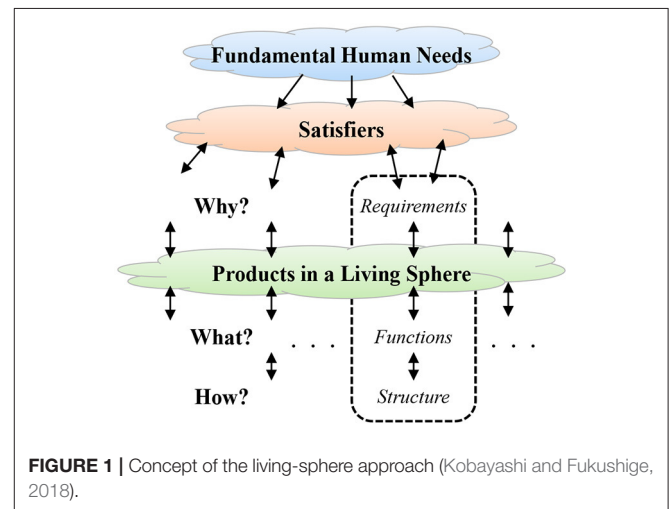 Fundamental Human Needs
Satisfiers
Why? Requirements
Products in a Living Sphere
What? . . . Functions . . .
How? Structure
FIGURE 1 | Concept of the living-sphere approach (Kobayashi and Fukushige,
2018).